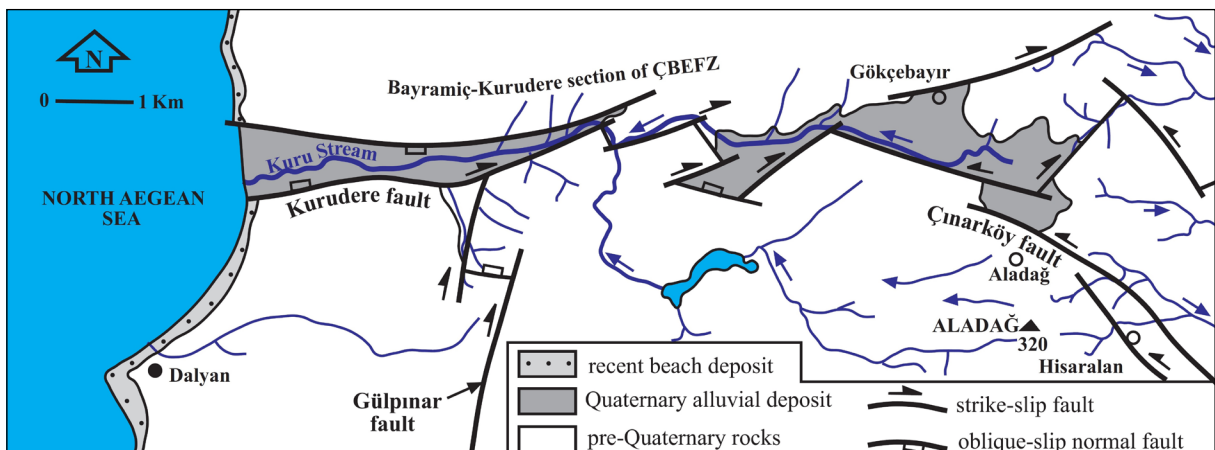 N
0 1 Km
Bayramiç-Kurudere section of ÇBEFZ
Gökçebayır
Kuru Stream
NORTH AEGEAN
SEA
Kurudere fault
Çınarköy fault
Aladağ
ALADAĞ
320
Hisaralan
Dalyan
Gülpınar
fault
recent beach deposit
Quaternary alluvial deposit
pre-Quaternary rocks
strike-slip fault
oblique-slip normal fault